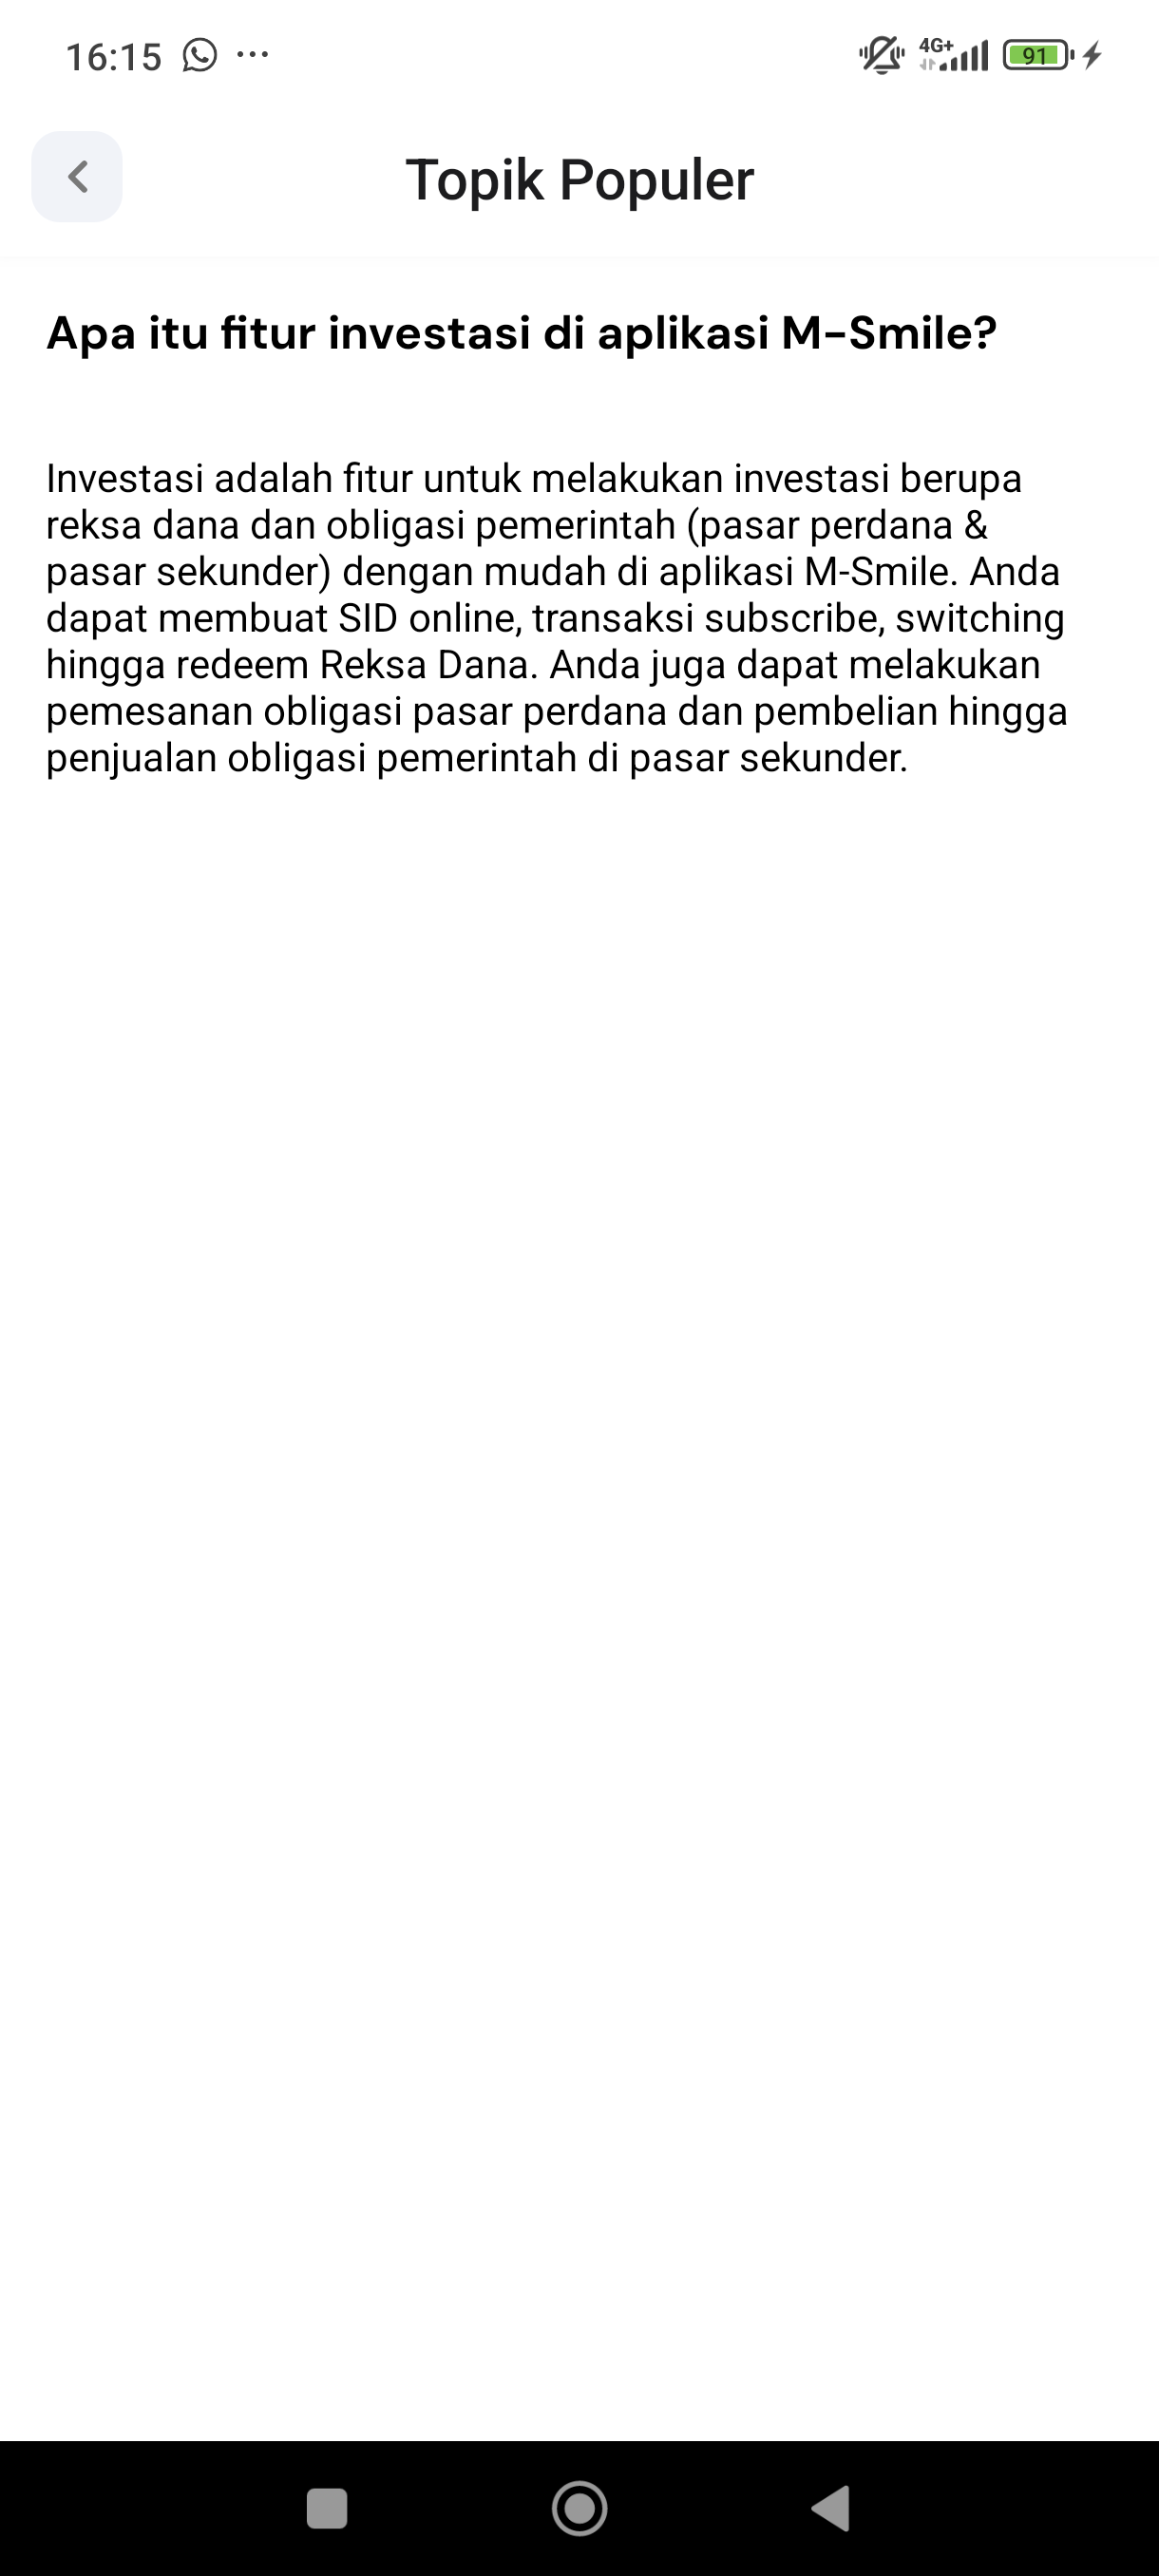 16:15
4G+
91
Topik Populer
Apa itu fitur investasi di aplikasi M-Smile?
Investasi adalah fitur untuk melakukan investasi berupa
reksa dana dan obligasi pemerintah (pasar perdana &
pasar sekunder) dengan mudah di aplikasi M-Smile. Anda
dapat membuat SID online, transaksi subscribe, switching
hingga redeem Reksa Dana. Anda juga dapat melakukan
pemesanan obligasi pasar perdana dan pembelian hingga
penjualan obligasi pemerintah di pasar sekunder.